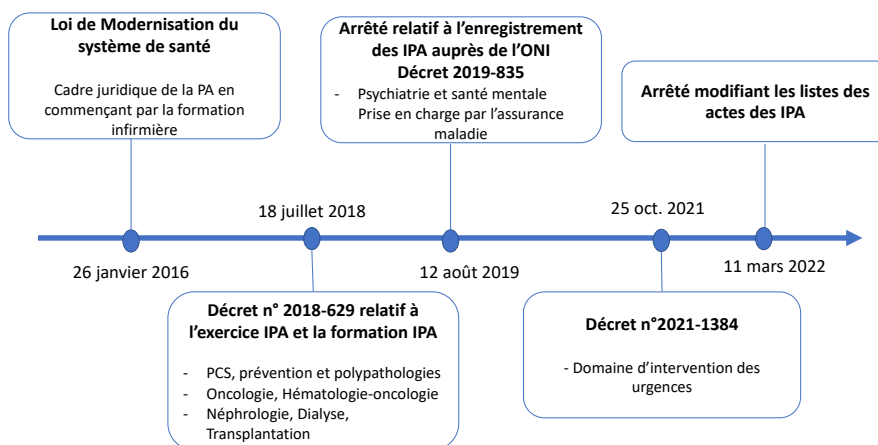 Loi de Modernisation du
système de santé
Cadre juridique de la PA en
commençant par la formation
infirmière
Arrêté relatif à l'enregistrement
des IPA auprès de l'ONI
Décret 2019-835
- Psychiatrie et santé mentale
Prise en charge par l'assurance
maladie
Arrêté modifiant les listes des
actes des IPA
18 juillet 2018
25 oct. 2021
26 janvier 2016
12 août 2019
11 mars 2022
Décret n° 2018-629 relatif à
l'exercice IPA et la formation IPA
- PCS, prévention et polypathologies
- Oncologie, Hématologie-oncologie
- Néphrologie, Dialyse,
Transplantation
Décret n°2021-1384
- Domaine d'intervention des
urgences